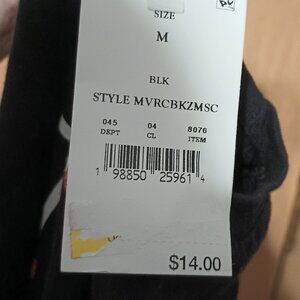 SIZE
M
BLK
STYLE MVRCBKZMSC
045 04 8076
DEPT CL ITEM
1 98850 25961 4
$14.00